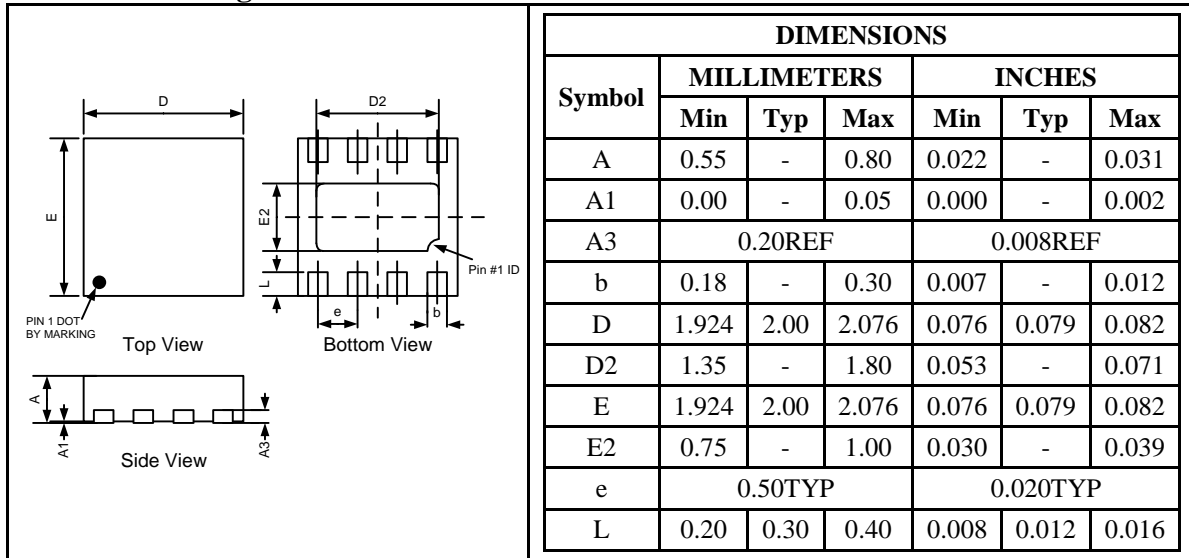 D
E
PIN 1 DOT
BY MARKING
Top View
D2
E2
L
e
b
Pin #1 ID
Bottom View
A
A1
A3
Side View
DIMENSIONS
Symbol MILLIMETERS INCHES
Min Typ Max Min Typ Max
A 0.55 - 0.80 0.022 - 0.031
A1 0.00 - 0.05 0.000 - 0.002
A3 0.20REF 0.008REF
b 0.18 - 0.30 0.007 - 0.012
D 1.924 2.00 2.076 0.076 0.079 0.082
D2 1.35 - 1.80 0.053 - 0.071
E 1.924 2.00 2.076 0.076 0.079 0.082
E2 0.75 - 1.00 0.030 - 0.039
e 0.50TYP 0.020TYP
L 0.20 0.30 0.40 0.008 0.012 0.016